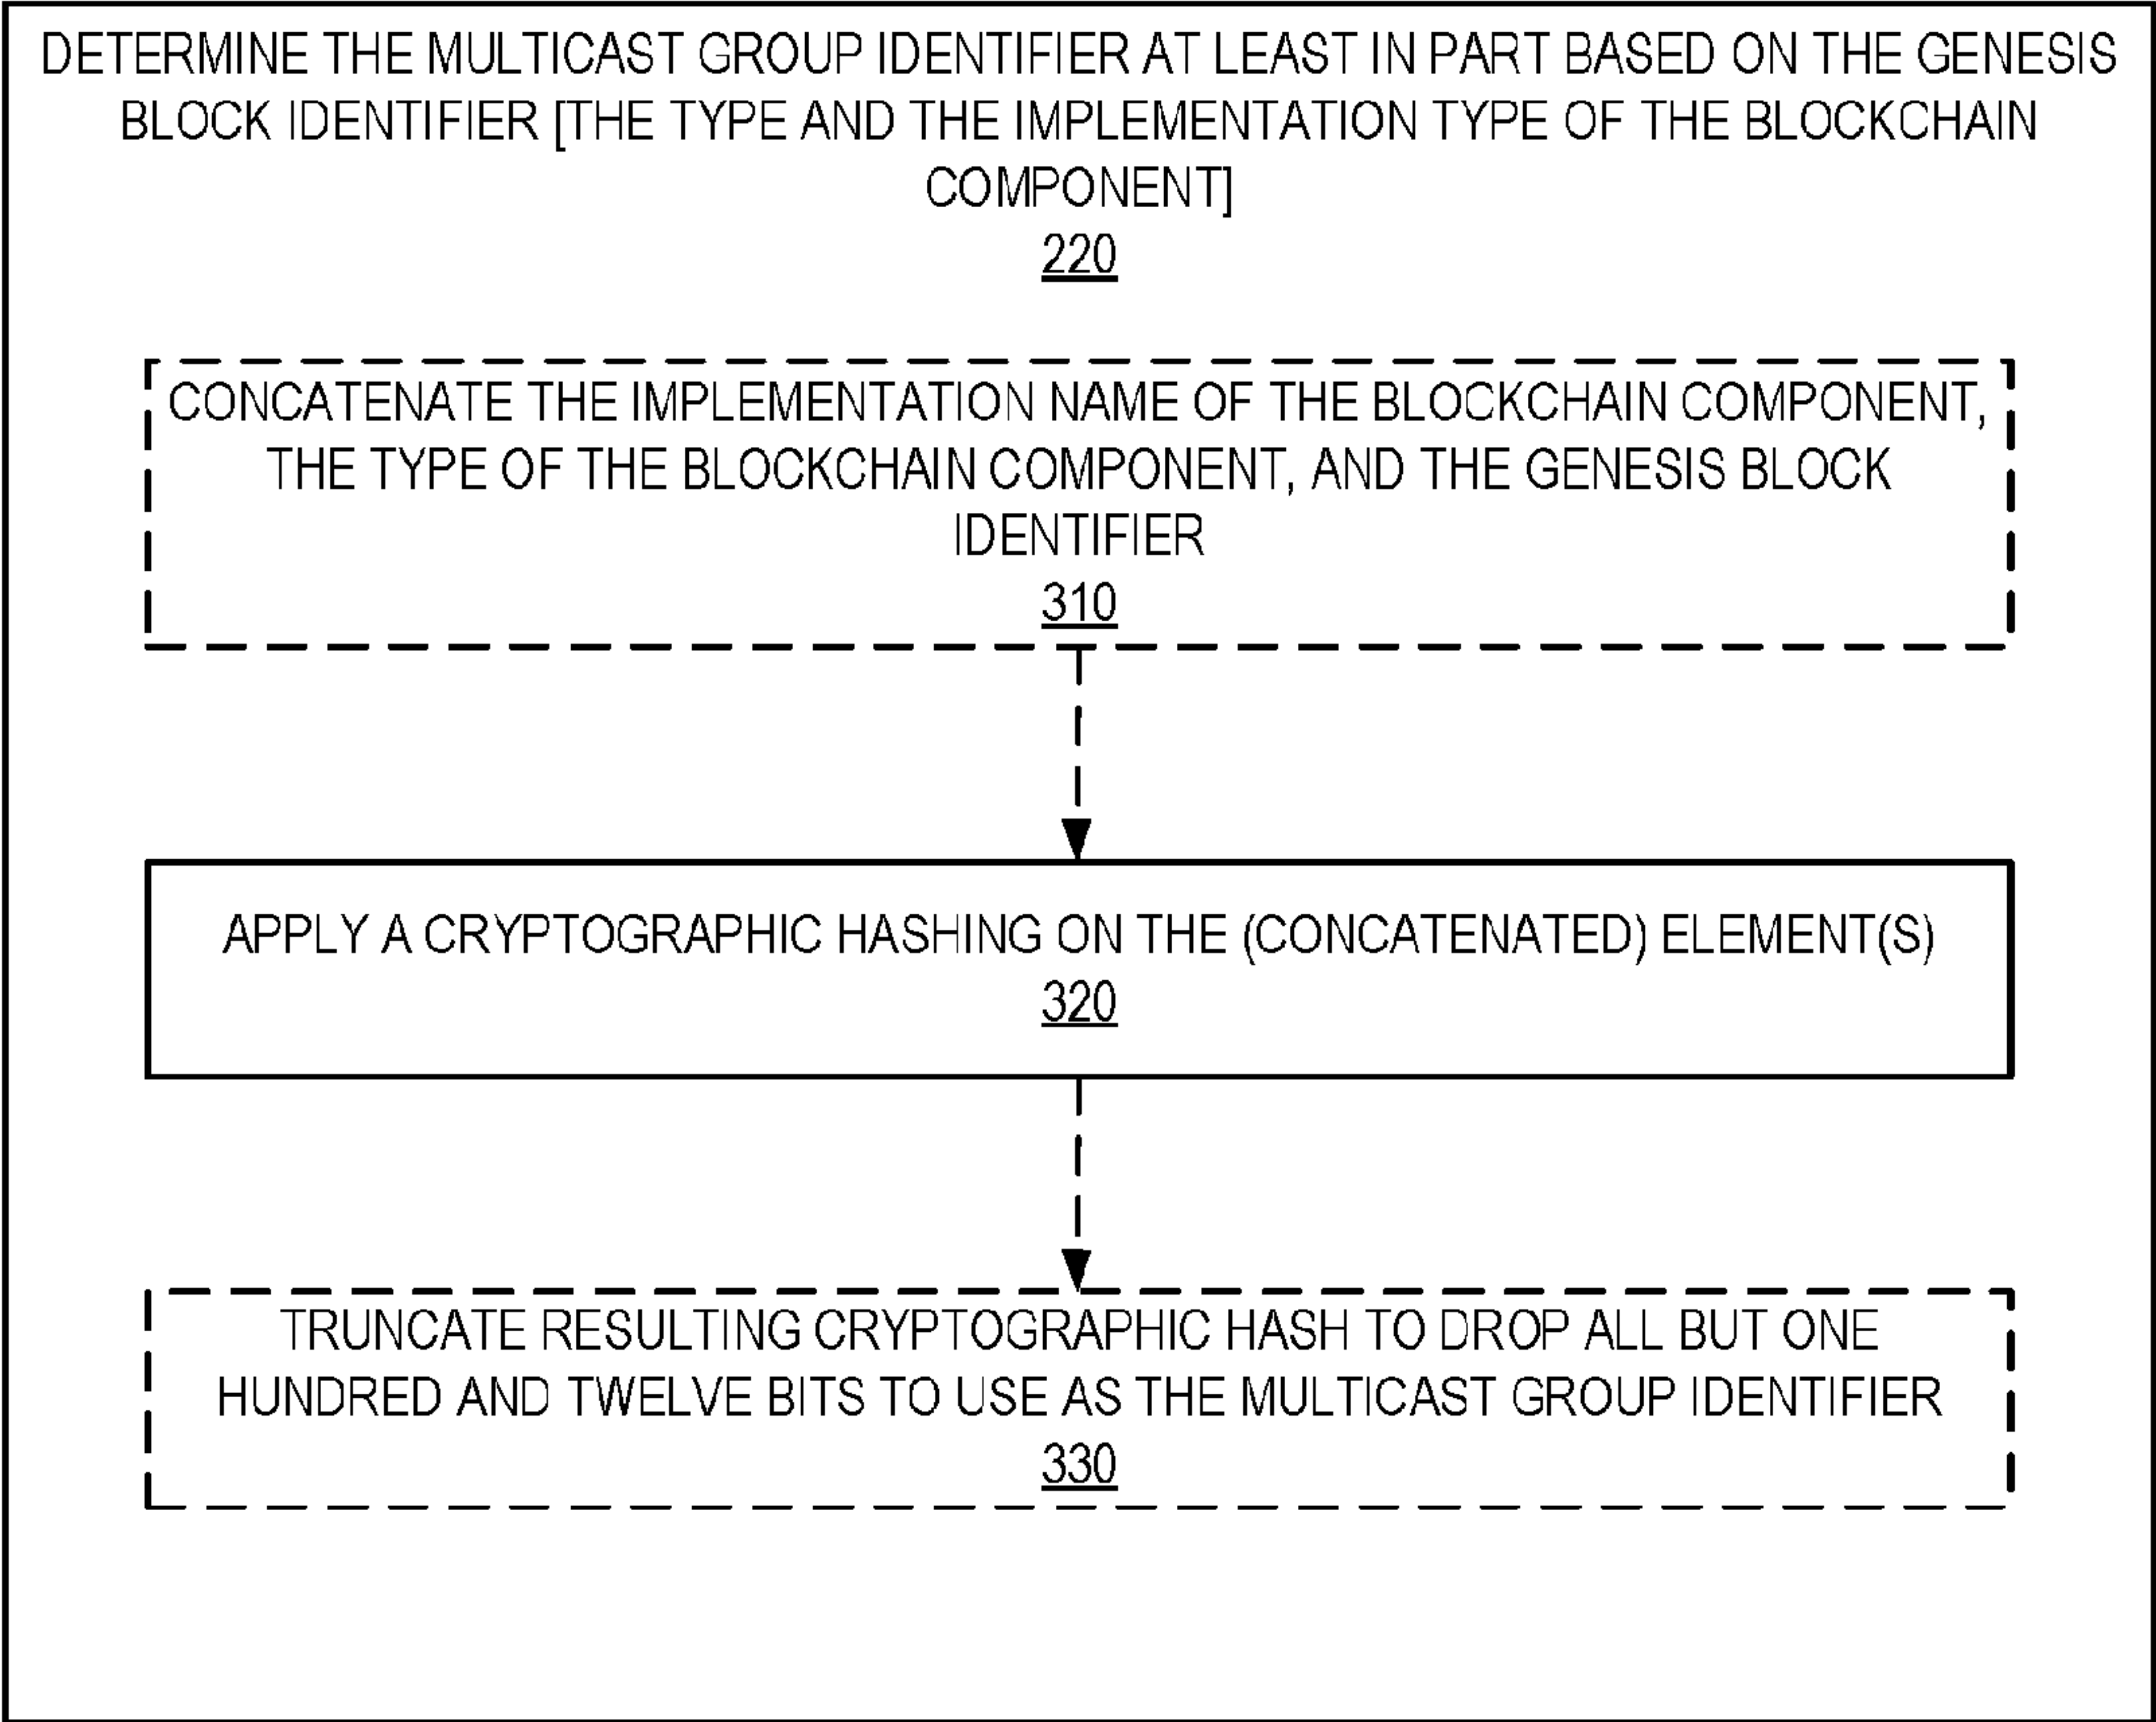 DETERMINE THE MULTICAST GROUP IDENTIFIER AT LEAST IN PART BASED ON THE GENESIS
BLOCK IDENTIFIER [THE TYPE AND THE IMPLEMENTATION TYPE OF THE BLOCKCHAIN
COMPONENT]
220
CONCATENATE THE IMPLEMENTATION NAME OF THE BLOCKCHAIN COMPONENT,
THE TYPE OF THE BLOCKCHAIN COMPONENT, AND THE GENESIS BLOCK
IDENTIFIER
310
APPLY A CRYPTOGRAPHIC HASHING ON THE (CONCATENATED) ELEMENT(S)
320
TRUNCATE RESULTING CRYPTOGRAPHIC HASH TO DROP ALL BUT ONE
HUNDRED AND TWELVE BITS TO USE AS THE MULTICAST GROUP IDENTIFIER
330